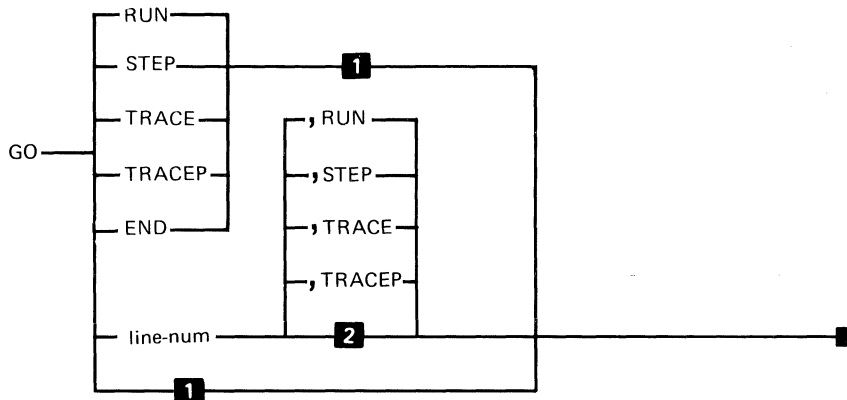 RUN
STEP 1
TRACE ,RUN
GO
TRACEP ,STEP
END ,TRACE
,TRACEP
line-num 2
1